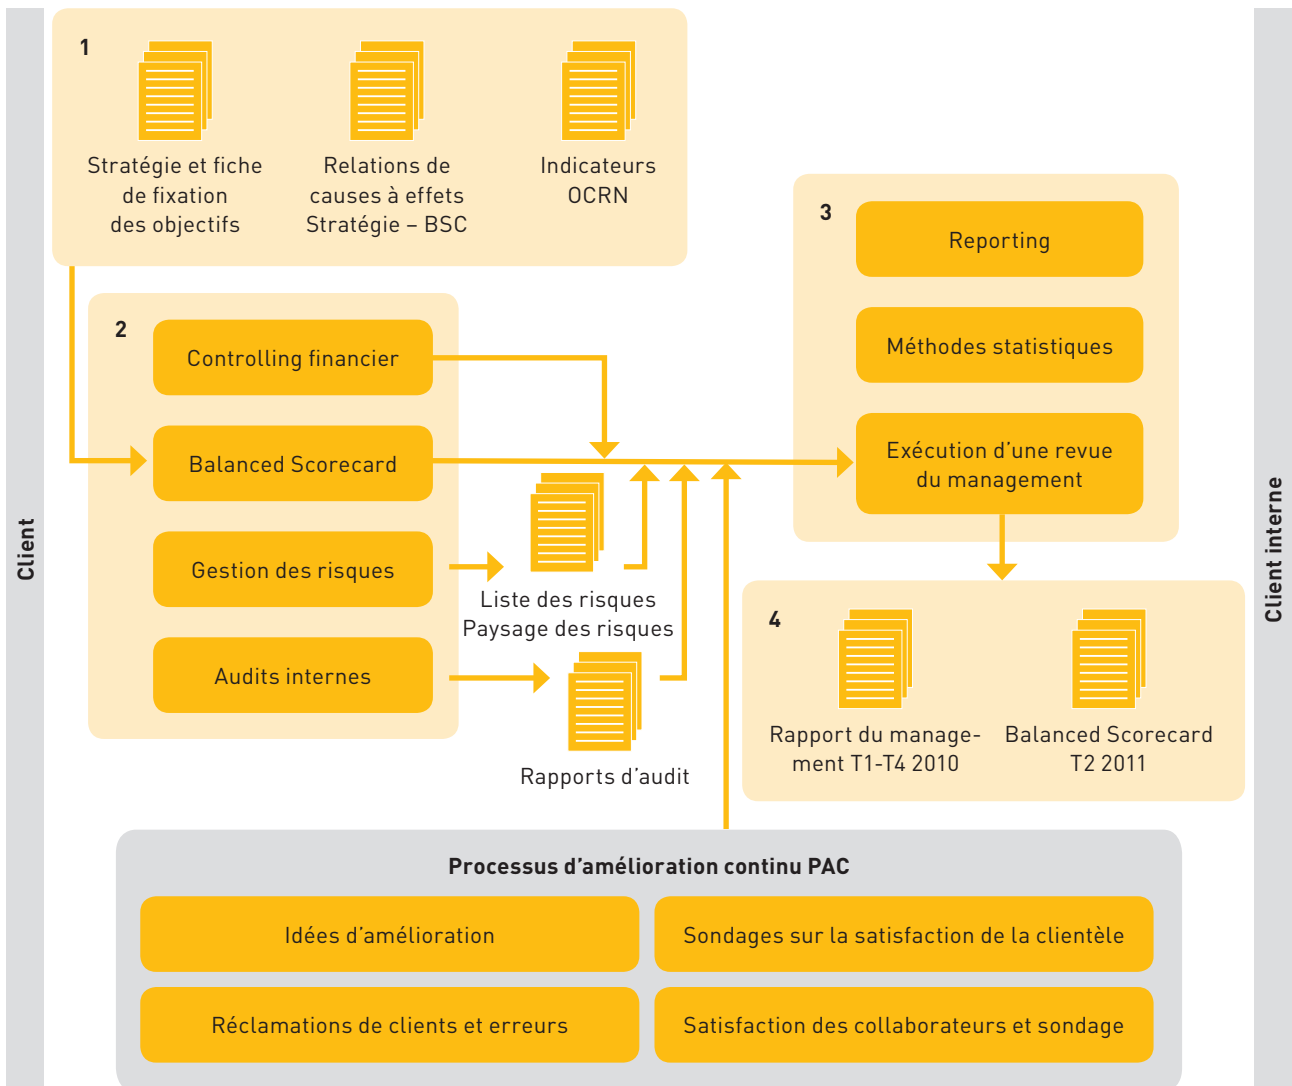 Client
1
Stratégie et fiche
de fixation
des objectifs
Relations de
causes à effets
Stratégie – BSC
Indicateurs
OCRN
2
Controlling financier
Balanced Scorecard
Gestion des risques
Audits internes
Liste des risques
Paysage des risques
Rapports d’audit
3
Reporting
Méthodes statistiques
Exécution d’une revue
du management
4
Rapport du manage-
ment T1-T4 2010
Balanced Scorecard
T2 2011
Processus d’amélioration continu PAC
Idées d’amélioration
Sondages sur la satisfaction de la clientèle
Réclamations de clients et erreurs
Satisfaction des collaborateurs et sondage
Client interne